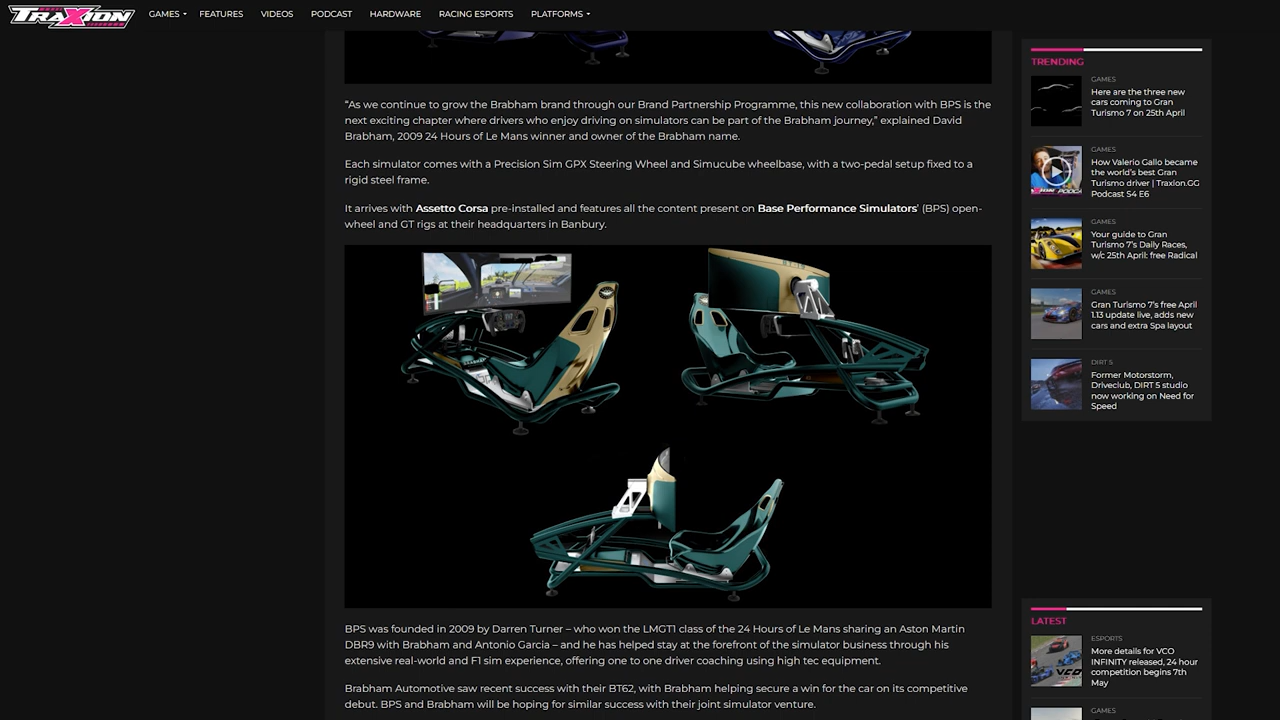 TRAXION
GAMES
FEATURES
VIDEOS
PODCAST
HARDWARE
RACING ESPORTS
PLATFORMS
“As we continue to grow the Brabham brand through our Brand Partnership Programme, this new collaboration with BPS is the
next exciting chapter where drivers who enjoy driving on simulators can be part of the Brabham journey,” explained David
Brabham, 2009 24 Hours of Le Mans winner and owner of the Brabham name.
Each simulator comes with a Precision Sim GPX Steering Wheel and Simucube wheelbase, with a two-pedal setup fixed to a
rigid steel frame.
It arrives with Assetto Corsa pre-installed and features all the content present on Base Performance Simulators’ (BPS) open-
wheel and GT rigs at their headquarters in Banbury.
BPS was founded in 2009 by Darren Turner – who won the LMGT1 class of the 24 Hours of Le Mans sharing an Aston Martin
DBR9 with Brabham and Antonio Garcia – and he has helped stay at the forefront of the simulator business through his
extensive real-world and F1 sim experience, offering one to one driver coaching using high tec equipment.
Brabham Automotive saw recent success with their BT62, with Brabham helping secure a win for the car on its competitive
debut. BPS and Brabham will be hoping for similar success with their joint simulator venture.
TRENDING
GAMES
Here are the three new
cars coming to Gran
Turismo 7 on 25th April
GAMES
How Valerio Gallo became
the world’s best Gran
Turismo driver | Traxion.GG
Podcast S4 E6
GAMES
Your guide to Gran
Turismo 7’s Daily Races,
w/c 25th April: free Radical
GAMES
Gran Turismo 7’s free April
1.13 update live, adds new
cars and extra Spa layout
DIRT 5
Former Motorstorm,
Driveclub, DIRT 5 studio
now working on Need for
Speed
LATEST
ESPORTS
More details for VCO
INFINITY released, 24 hour
competition begins 7th
May
GAMES